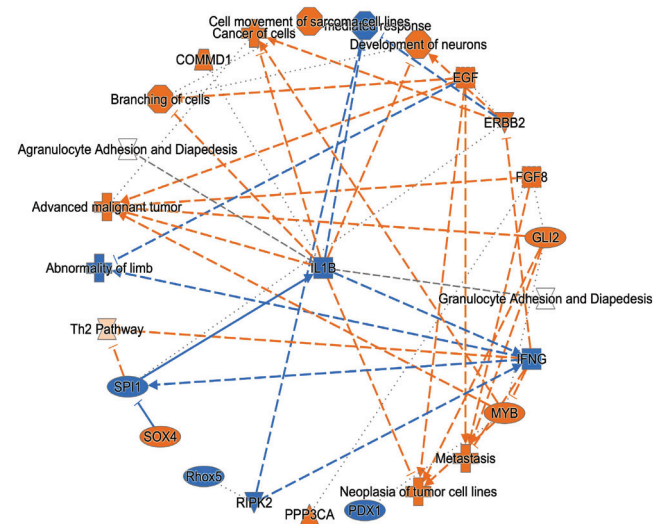 Cell movement of sarcoma cell lines
mediated response
Cancer of cells
Development of neurons
COMMD1
EGF
Branching of cells
ERBB2
Agranulocyte Adhesion and Diapedesis
FGF8
Advanced malignant tumor
GLI2
Abnormality of limb
IL1B
Granulocyte Adhesion and Diapedesis
Th2 Pathway
IFNG
SPI1
MYB
SOX4
Metastasis
Rhox5
Neoplasia of tumor cell lines
RIPK2
PPP3CA
PDX1